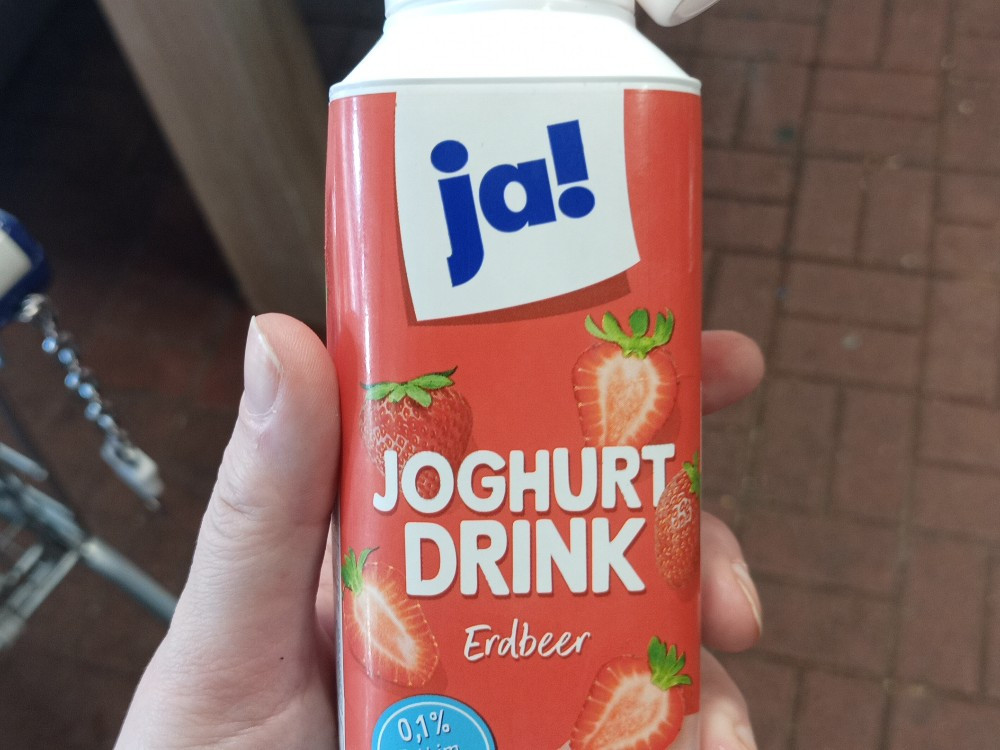 ja!
JOGHURT
DRINK
Erdbeer
0,1%